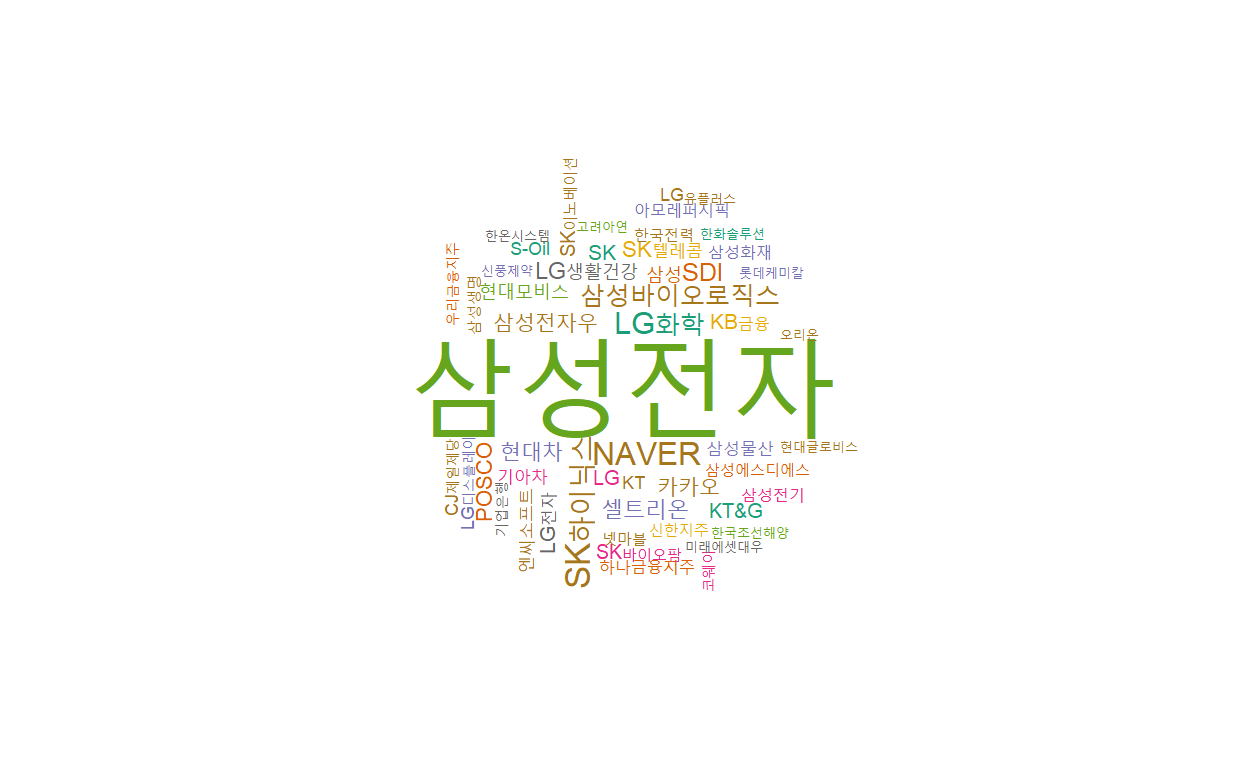 SK이노베이션
LG유플러스
아모레퍼시픽
고려아연
한온시스템
한국전력
한화솔루션
S-Oil
SK
SK텔레콤
삼성화재
우리금융지주
신풍제약
LG생활건강
삼성SDI
롯데케미칼
삼성생명
현대모비스
삼성바이오로직스
삼성전자우
LG화학
KB금융
오리온
삼성전자
CJ제일제당
LG디스플레이
POSCO
현대차
SK하이닉스
NAVER
삼성물산
현대글로비스
기아차
LG
KT
카카오
삼성에스디에스
삼성전기
기업은행
엔씨소프트
LG전자
셀트리온
KT&G
넷마블
신한지주
한국조선해양
SK바이오팜
미래에셋대우
하나금융지주
코웨이